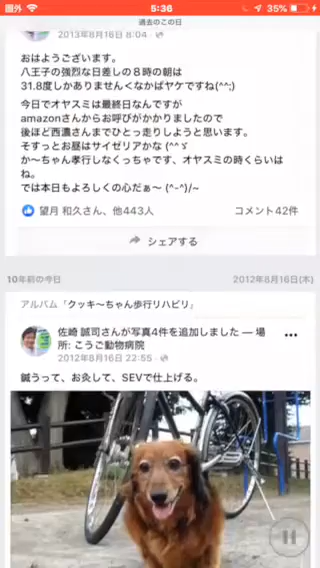 圏外 5:36 35%
過去のこの日
2013年8月16日 8:04
おはようございます。
八王子の強烈な日差しの８時の朝は
31.8度しかありません＜なかばヤケですね(^^;)
今日でオヤスミは最終日なんですが
amazonさんからお呼びがかかりましたので
後ほど西濃さんまでひとっ走りしようと思います。
そすっとお昼はサイゼリアかな (^^ゞ
か～ちゃん孝行しなくっちゃです、オヤスミの時くらいは
ね。
では本日もよろしくの心だぁ～ (^-^)/~
望月 和久さん、他443人 コメント42件
シェアする
10年前の今日 2012年8月16日(木)
アルバム「クッキ～ちゃん歩行リハビリ」
佐崎 誠司さんが写真4件を追加しました — 場
所: こうご動物病院
2012年8月16日 22:55
鍼うって、お灸して、SEVで仕上げる。